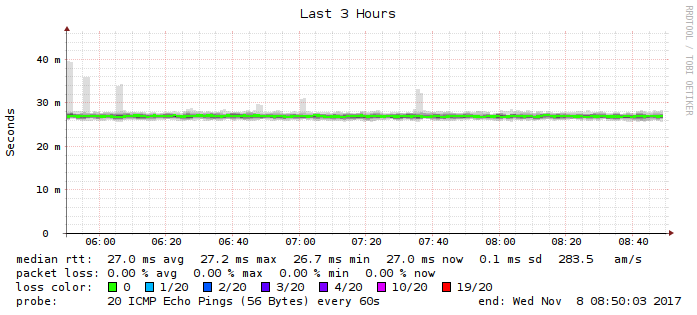 Last 3 Hours
RRDTOOL / TOBI OETIKER
Seconds
40 m
30 m
20 m
10 m
0
06:00 06:20 06:40 07:00 07:20 07:40 08:00 08:20 08:40
median rtt: 27.0 ms avg 27.2 ms max 26.7 ms min 27.0 ms now 0.1 ms sd 283.5 am/s
packet loss: 0.00 % avg 0.00 % max 0.00 % min 0.00 % now
loss color: 0 1/20 2/20 3/20 4/20 10/20 19/20
probe: 20 ICMP Echo Pings (56 Bytes) every 60s end: Wed Nov 8 08:50:03 2017